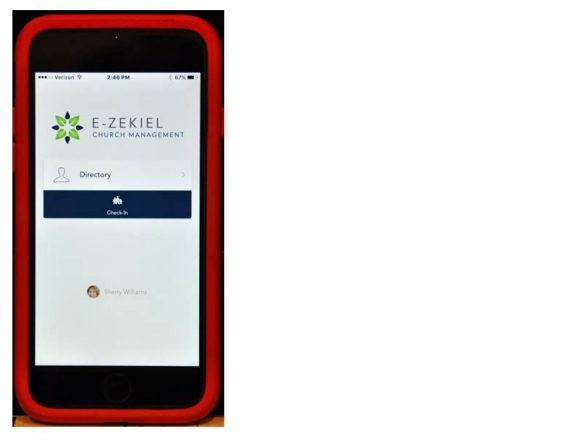 Verizon 2:46 PM 67%
E-ZEKIEL
CHURCH MANAGEMENT
Directory
Check-In
Sherry Williams